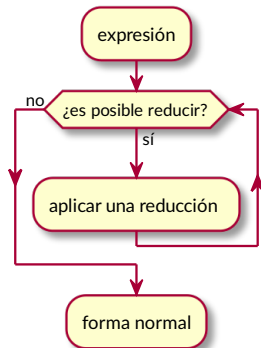 expresión
¿es posible reducir?
no
sí
aplicar una reducción
forma normal